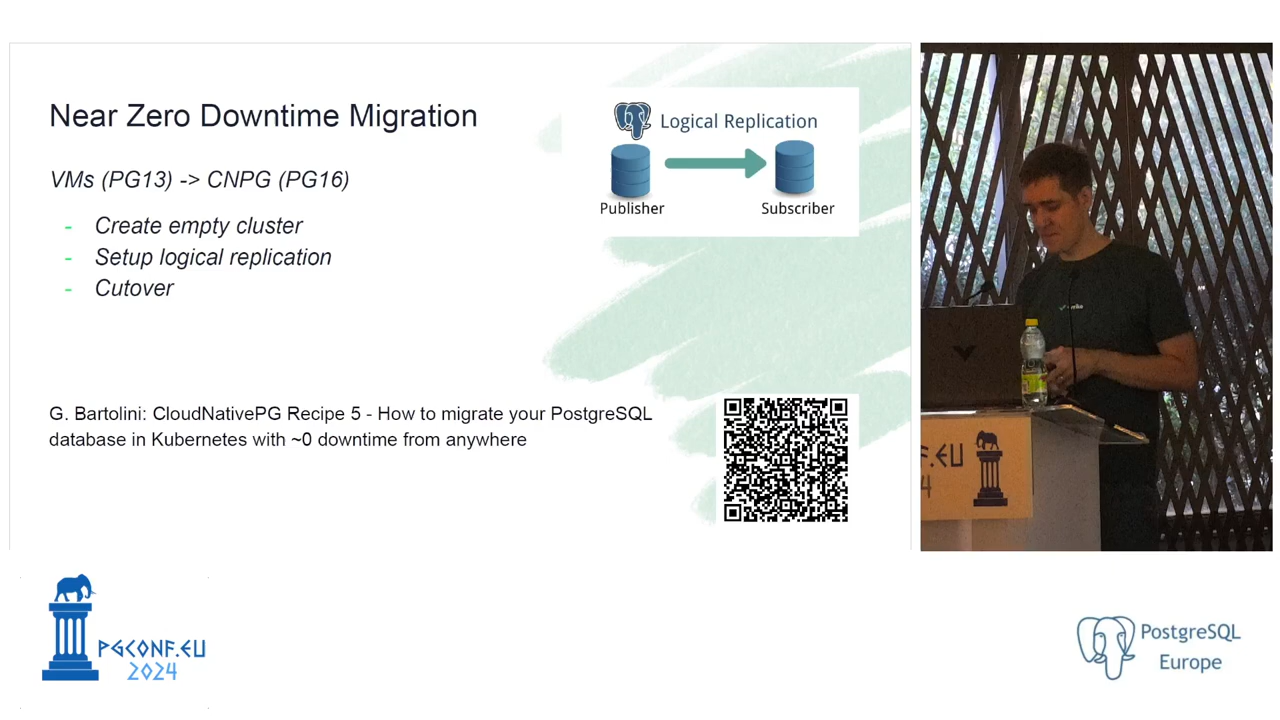 Near Zero Downtime Migration
VMs (PG13) -> CNPG (PG16)
- Create empty cluster
- Setup logical replication
- Cutover
Logical Replication
Publisher
Subscriber
G. Bartolini: CloudNativePG Recipe 5 - How to migrate your PostgreSQL
database in Kubernetes with ~0 downtime from anywhere
F.EU
4
PGCONF.EU
2024
PostgreSQL
Europe